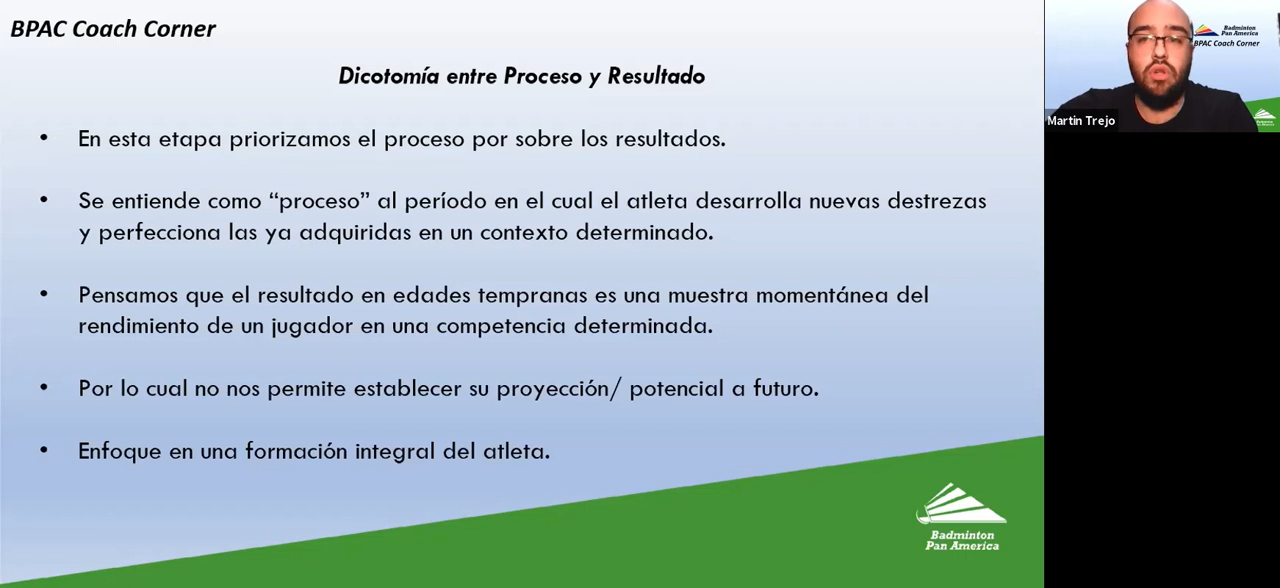 BPAC Coach Corner
Dicotomía entre Proceso y Resultado
• En esta etapa priorizamos el proceso por sobre los resultados.
• Se entiende como “proceso” al período en el cual el atleta desarrolla nuevas destrezas
y perfecciona las ya adquiridas en un contexto determinado.
• Pensamos que el resultado en edades tempranas es una muestra momentánea del
rendimiento de un jugador en una competencia determinada.
• Por lo cual no nos permite establecer su proyección/ potencial a futuro.
• Enfoque en una formación integral del atleta.
Badminton
Pan America
Badminton
Pan America
BPAC Coach Corner
Martin Trejo